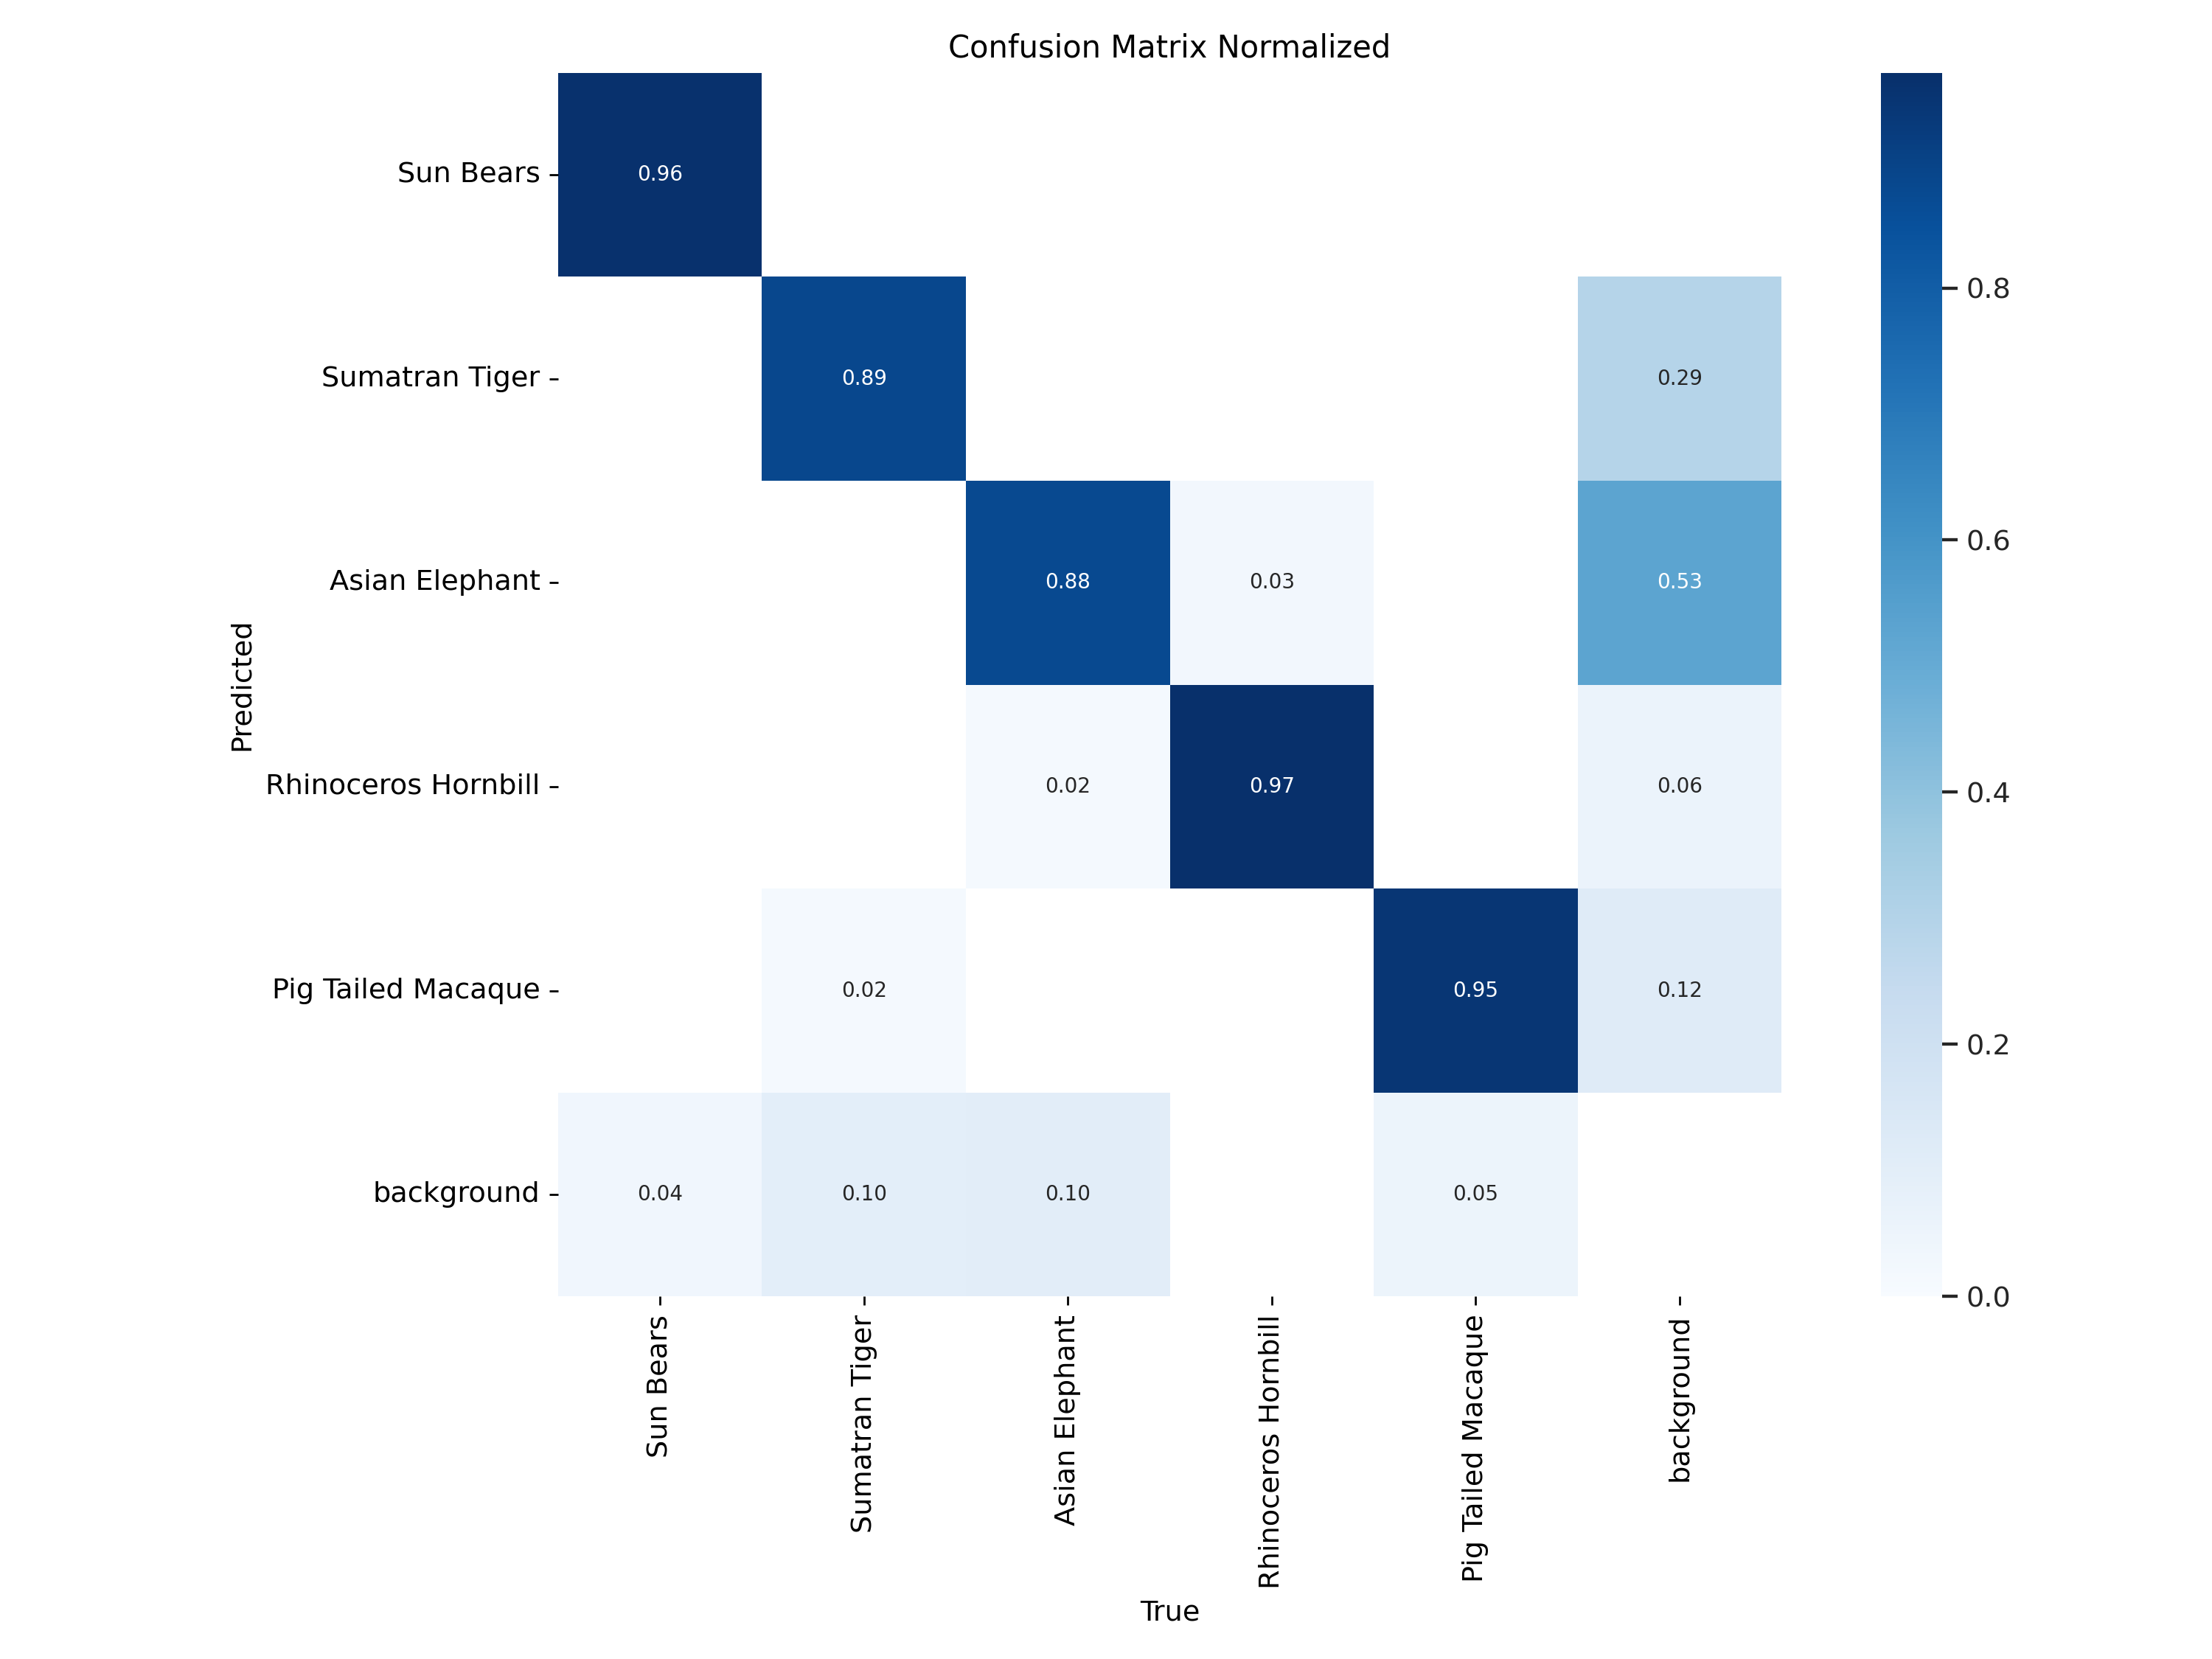 Confusion Matrix Normalized
Sun Bears
0.96
Sumatran Tiger
0.89
0.29
0.8
Asian Elephant
0.88
0.03
0.53
0.6
Predicted
Rhinoceros Hornbill
0.02
0.97
0.06
0.4
Pig Tailed Macaque
0.02
0.95
0.12
0.2
background
0.04
0.10
0.10
0.05
0.0
Sun Bears
Sumatran Tiger
Asian Elephant
Rhinoceros Hornbill
Pig Tailed Macaque
background
True